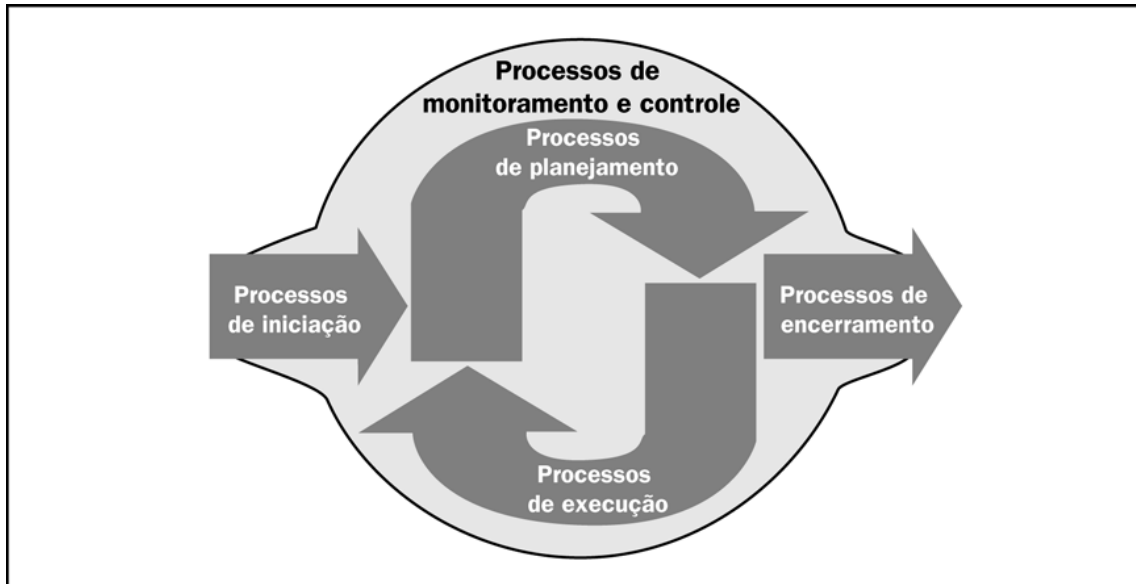 Processos de
monitoramento e controle
Processos
de planejamento
Processos
de iniciação
Processos de
encerramento
Processos
de execução